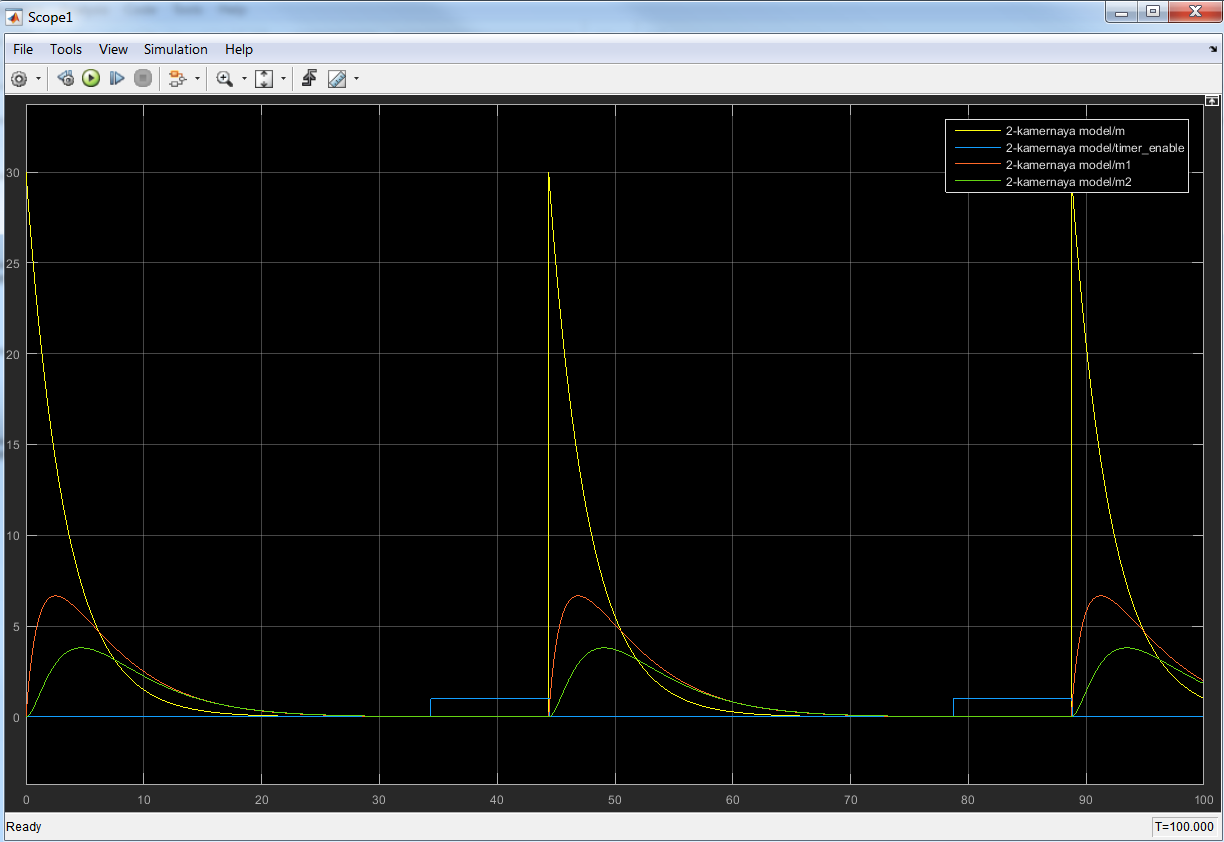 Scope1
File Tools View Simulation Help
2-kamernaya model/m
2-kamernaya model/timer_enable
2-kamernaya model/m1
2-kamernaya model/m2
30
25
20
15
10
5
0
0 10 20 30 40 50 60 70 80 90 100
Ready T=100.000